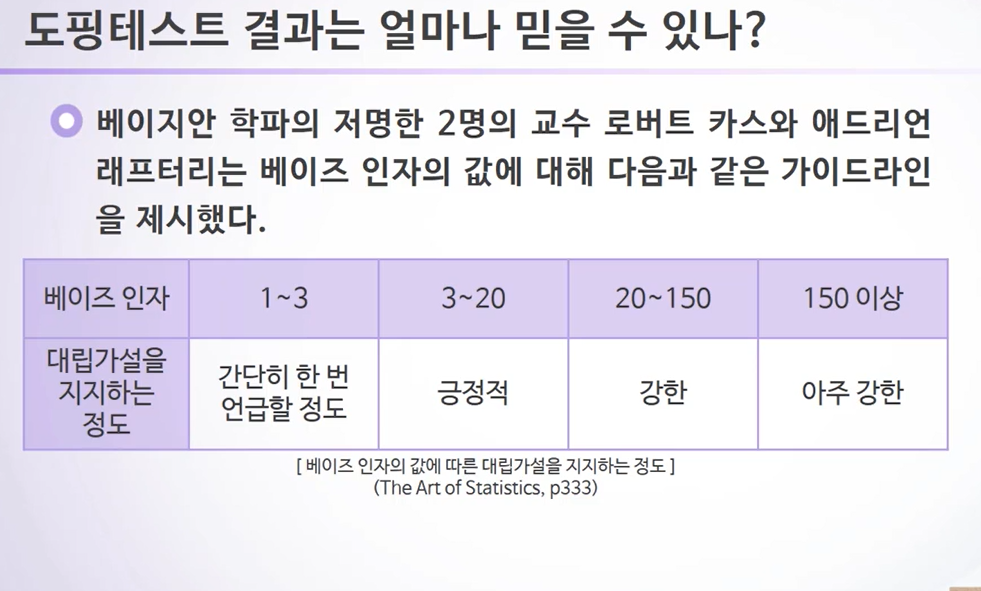 도핑테스트 결과는 얼마나 믿을 수 있나?
베이지안 학파의 저명한 2명의 교수 로버트 카스와 애드리언
래프터리는 베이즈 인자의 값에 대해 다음과 같은 가이드라인
을 제시했다.
베이즈 인자 1~3 3~20 20~150 150 이상
대립가설을
지지하는
정도
간단히 한 번
언급할 정도
긍정적
강한
아주 강한
[ 베이즈 인자의 값에 따른 대립가설을 지지하는 정도 ]
(The Art of Statistics, p333)